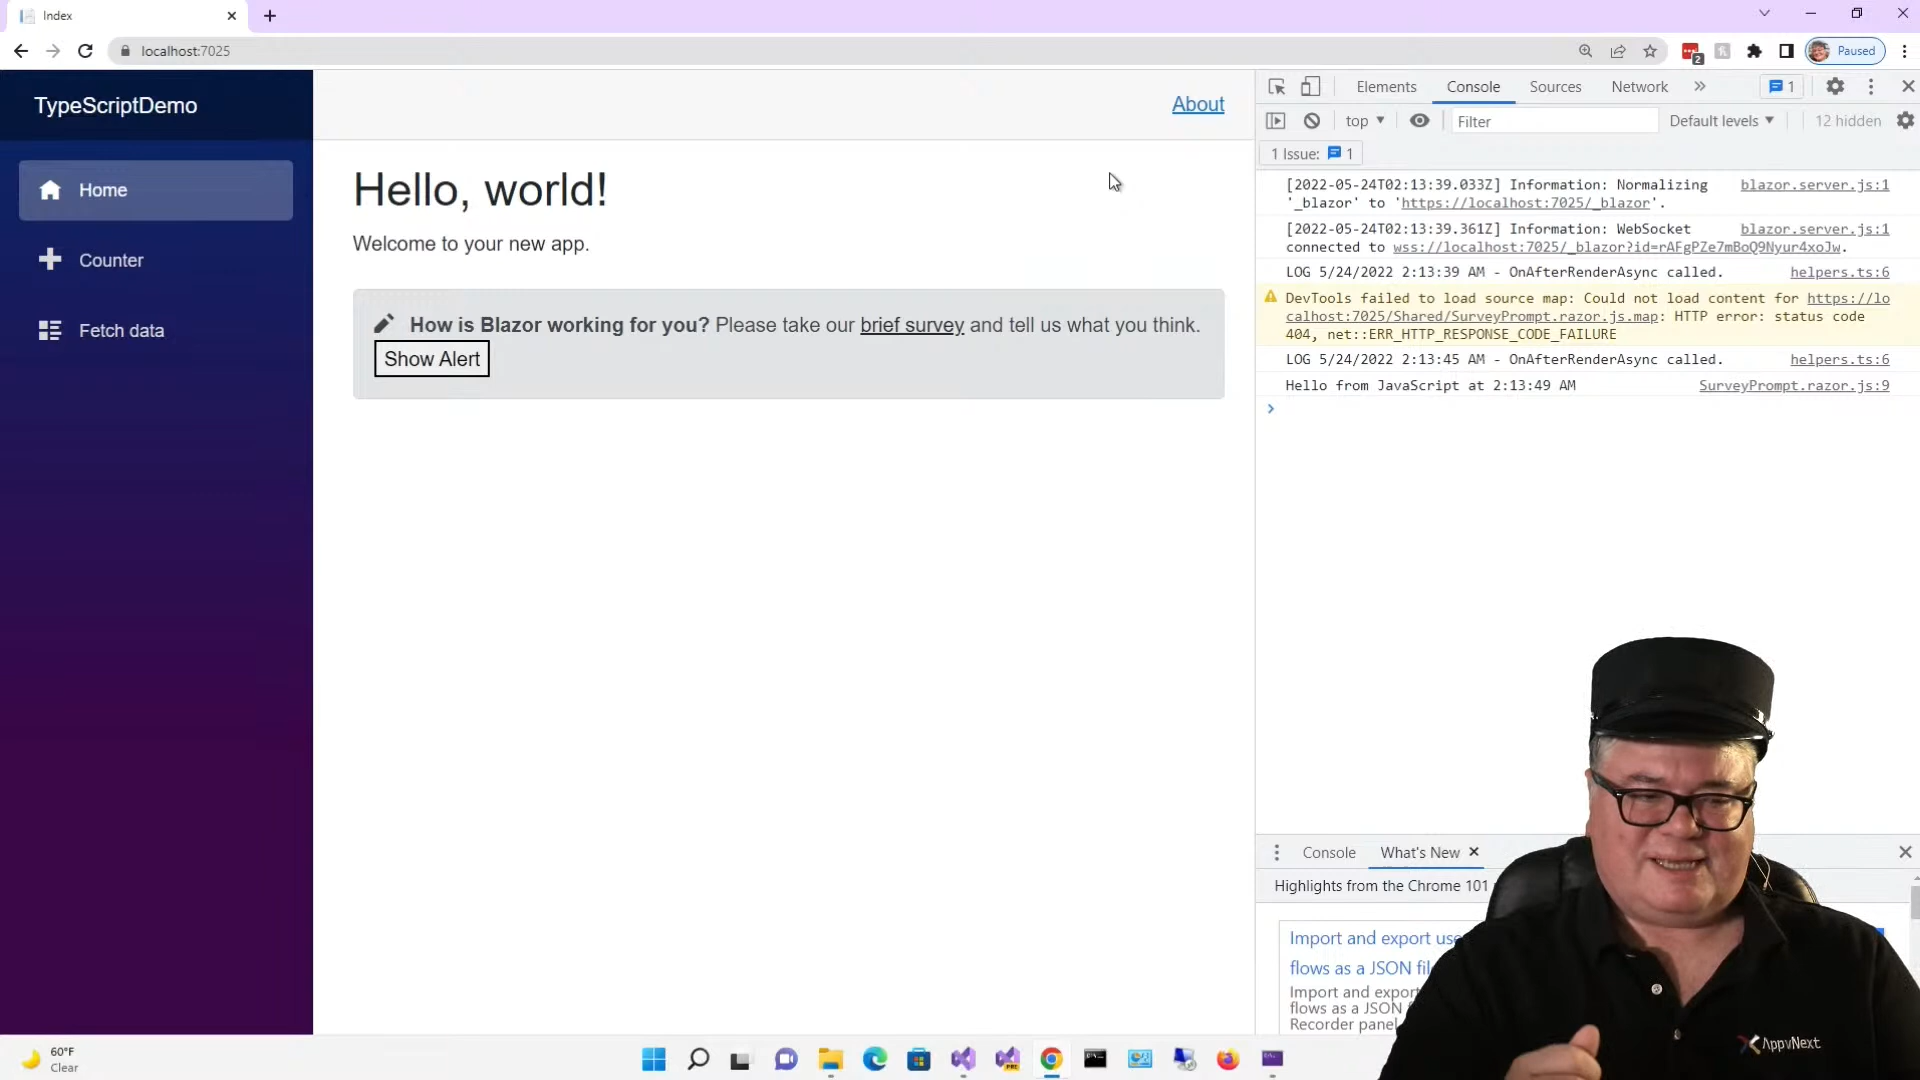 Index
localhost:7025
Paused
2
TypeScriptDemo
Home
Counter
Fetch data
About
Hello, world!
Welcome to your new app.
How is Blazor working for you? Please take our brief survey and tell us what you think.
Show Alert
Elements
Console
Sources
Network
1
top
Filter
Default levels
12 hidden
1 Issue: 1
[2022-05-24T02:13:39.033Z] Information: Normalizing blazor.server.js:1
'_blazor' to 'https://localhost:7025/_blazor'.
[2022-05-24T02:13:39.361Z] Information: WebSocket blazor.server.js:1
connected to wss://localhost:7025/_blazor?id=rAFgPZe7mBoQ9Nyur4xoJw.
LOG 5/24/2022 2:13:39 AM - OnAfterRenderAsync called. helpers.ts:6
DevTools failed to load source map: Could not load content for https://lo
calhost:7025/Shared/SurveyPrompt.razor.js.map: HTTP error: status code
404, net::ERR_HTTP_RESPONSE_CODE_FAILURE
LOG 5/24/2022 2:13:45 AM - OnAfterRenderAsync called. helpers.ts:6
Hello from JavaScript at 2:13:49 AM SurveyPrompt.razor.js:9
Console
What's New
Highlights from the Chrome 101
Import and export use
flows as a JSON fil
Import and export
flows as a JSON f
Recorder panel
AppvNext
60°F
Clear
PRE